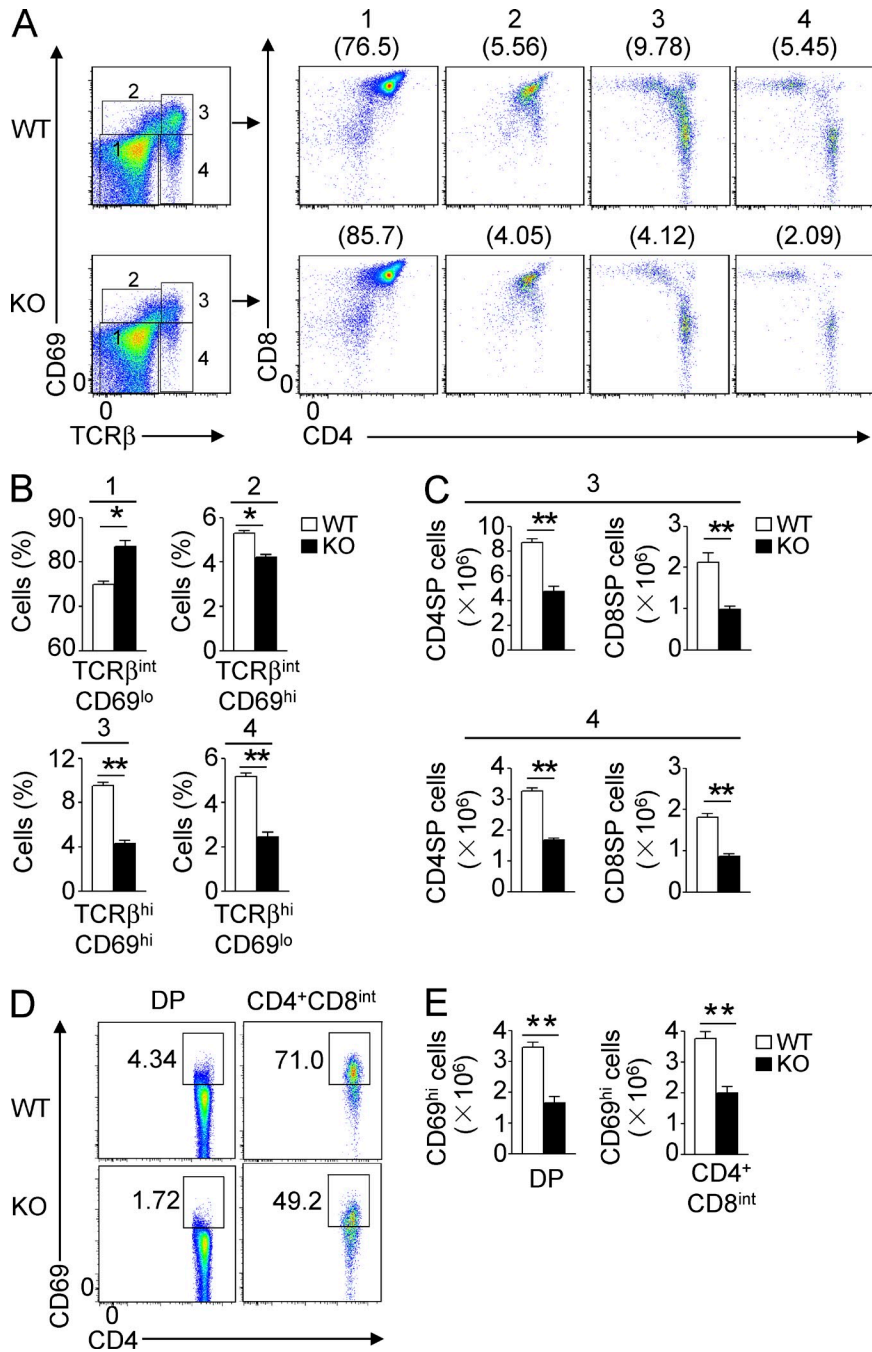 A
1 2 3 4
(76.5) (5.56) (9.78) (5.45)
WT
2
3
1
4
(85.7) (4.05) (4.12) (2.09)
KO
2
3
1
4
CD69
0
0
TCRβ
CD8
0
0
CD4
B
1
*
Cells (%)
90
80
70
60
TCRβint
CD69lo
2
*
Cells (%)
6
4
2
0
TCRβint
CD69hi
WT
KO
3
**
Cells (%)
12
8
4
0
TCRβhi
CD69hi
4
**
Cells (%)
6
4
2
0
TCRβhi
CD69lo
C
3
**
CD4SP cells
(×10⁶)
10
8
6
4
2
0
**
CD8SP cells
(×10⁶)
3
2
1
0
WT
KO
4
**
CD4SP cells
(×10⁶)
4
3
2
1
0
**
CD8SP cells
(×10⁶)
3
2
1
0
D
DP CD4⁺CD8int
WT
4.34 71.0
KO
1.72 49.2
CD69
0
0
CD4
E
**
CD69hi cells
(×10⁶)
4
3
2
1
0
DP
**
CD69hi cells
(×10⁶)
4
3
2
1
0
CD4⁺
CD8int
WT
KO